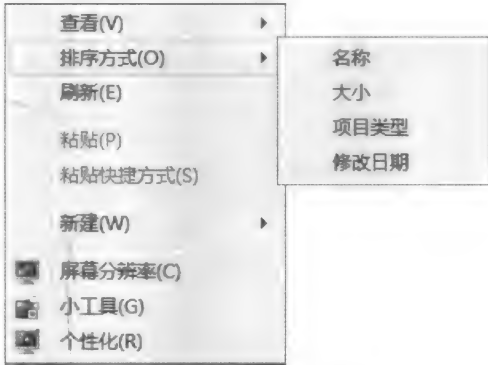 查看(V)
排序方式(O)
刷新(E)
粘贴(P)
粘贴快捷方式(S)
新建(W)
屏幕分辨率(C)
小工具(G)
个性化(R)
名称
大小
项目类型
修改日期